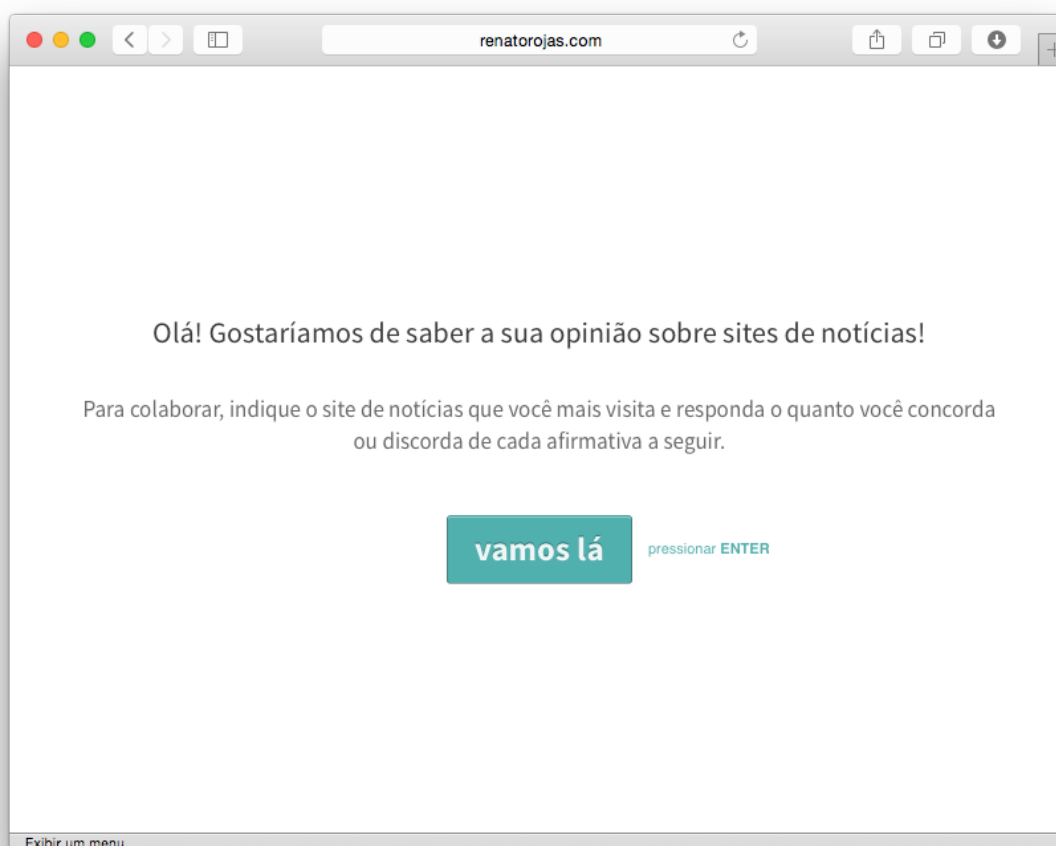 renatorojas.com
Olá! Gostaríamos de saber a sua opinião sobre sites de notícias!
Para colaborar, indique o site de notícias que você mais visita e responda o quanto você concorda
ou discorda de cada afirmativa a seguir.
vamos lá
pressionar ENTER
Exibir um menu